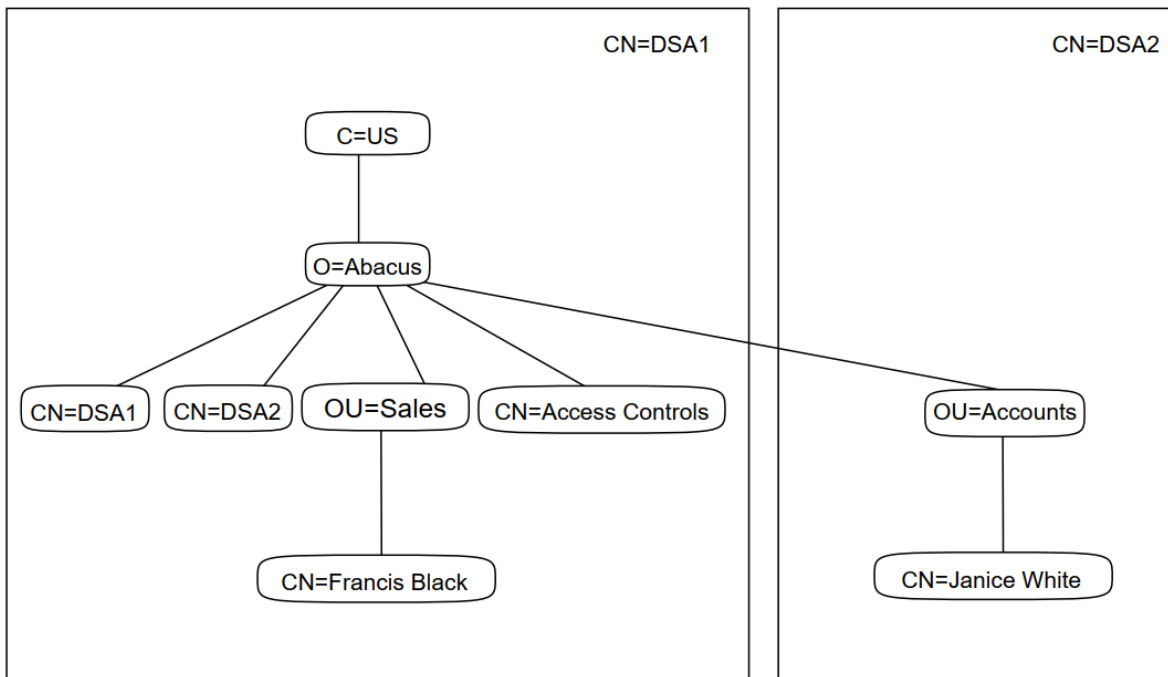 CN=DSA1
CN=DSA2
C=US
O=Abacus
CN=DSA1
CN=DSA2
OU=Sales
CN=Access Controls
OU=Accounts
CN=Francis Black
CN=Janice White